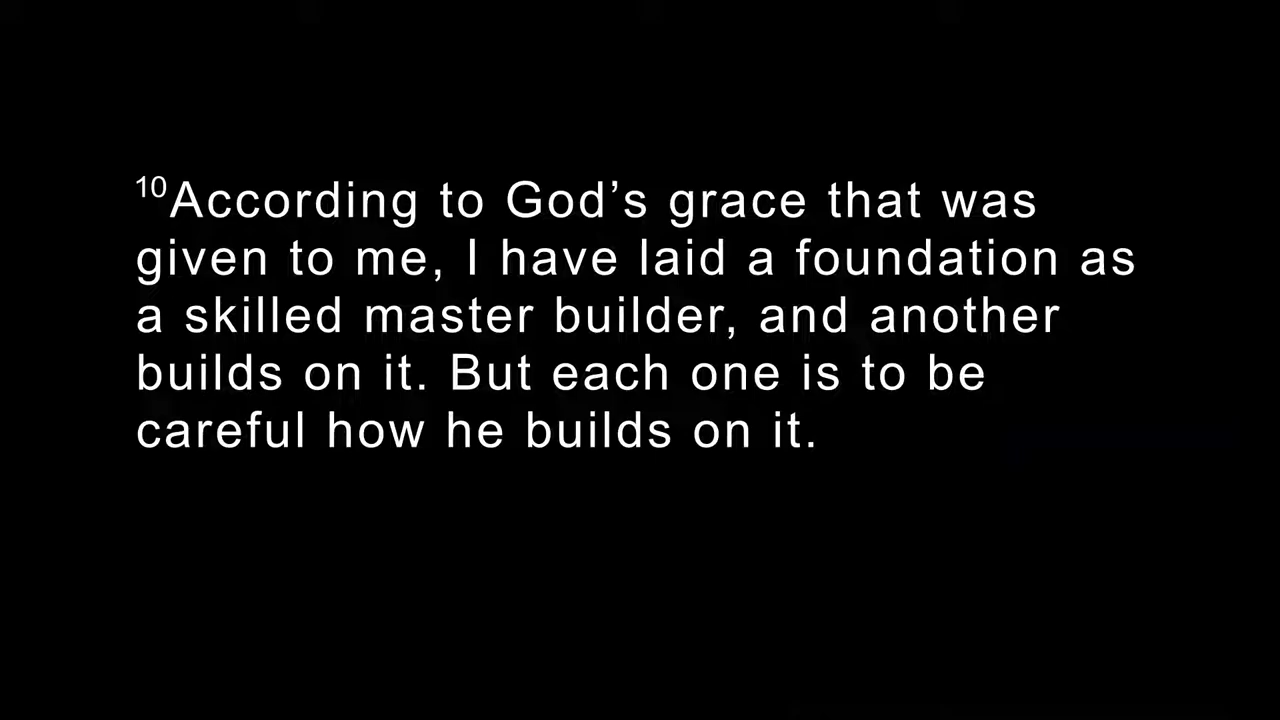 ¹⁰According to God’s grace that was
given to me, I have laid a foundation as
a skilled master builder, and another
builds on it. But each one is to be
careful how he builds on it.